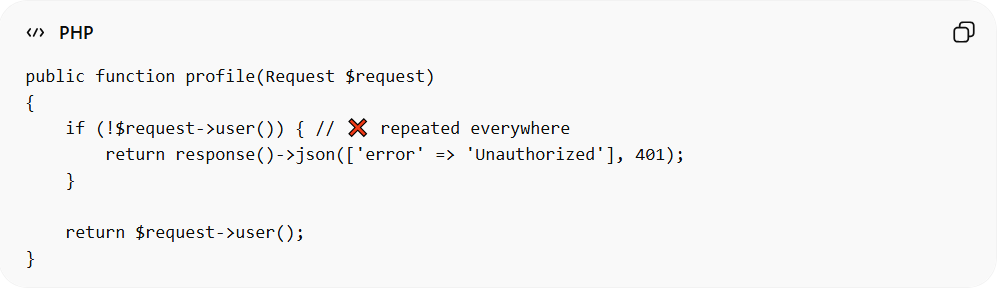 </> PHP
public function profile(Request $request)
{
    if (!$request->user()) { // ❌ repeated everywhere
        return response()->json(['error' => 'Unauthorized'], 401);
    }

    return $request->user();
}